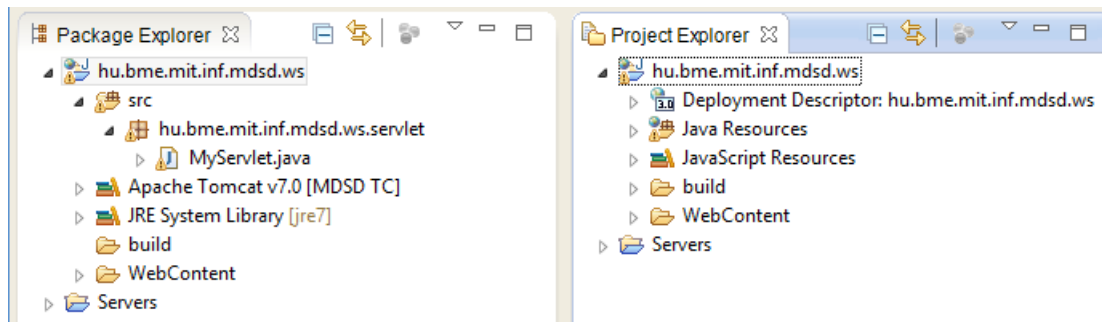 Package Explorer
hu.bme.mit.inf.mdsd.ws
src
hu.bme.mit.inf.mdsd.ws.servlet
MyServlet.java
Apache Tomcat v7.0 [MDSD TC]
JRE System Library [jre7]
build
WebContent
Servers
Project Explorer
hu.bme.mit.inf.mdsd.ws
3.0 Deployment Descriptor: hu.bme.mit.inf.mdsd.ws
Java Resources
JavaScript Resources
build
WebContent
Servers